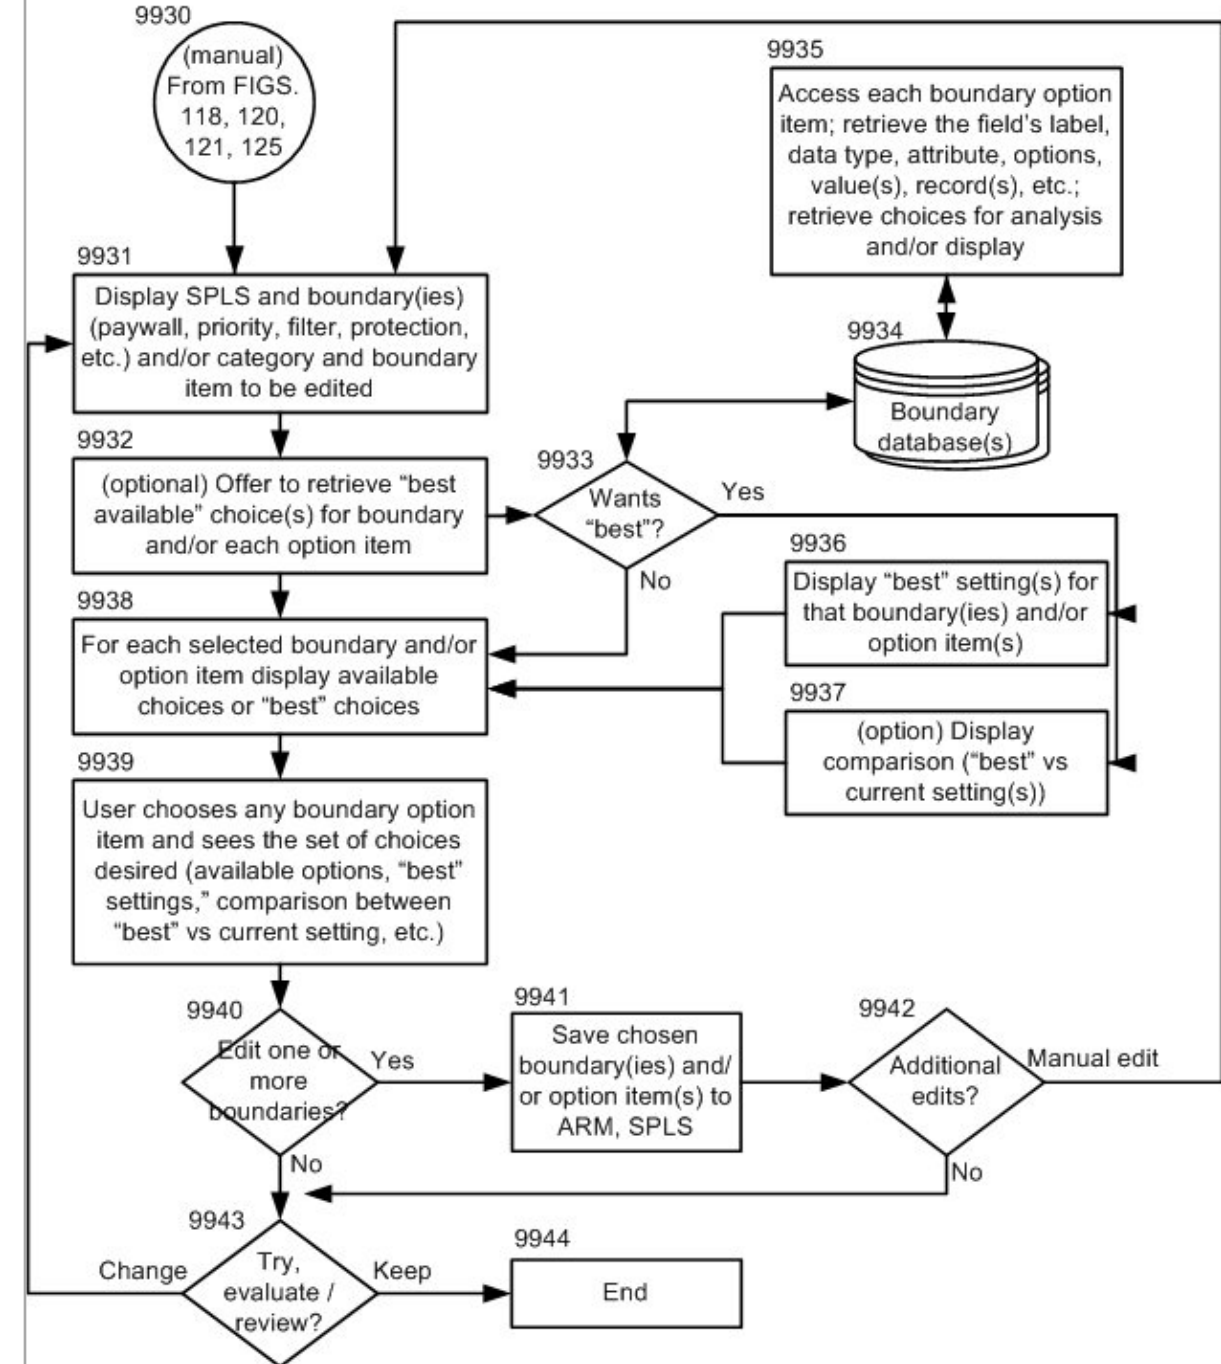 9930
(manual)
From FIGS.
118, 120,
121, 125
9935
Access each boundary option
item; retrieve the field's label,
data type, attribute, options,
value(s), record(s), etc.;
retrieve choices for analysis
and/or display
9931
Display SPLS and boundary(ies)
(paywall, priority, filter, protection,
etc.) and/or category and boundary
item to be edited
9934
Boundary
database(s)
9932
(optional) Offer to retrieve “best
available” choice(s) for boundary
and/or each option item
9933
Wants
“best”?
Yes
No
9936
Display “best” setting(s) for
that boundary(ies) and/or
option item(s)
9938
For each selected boundary and/or
option item display available
choices or “best” choices
9937
(option) Display
comparison (“best” vs
current setting(s))
9939
User chooses any boundary option
item and sees the set of choices
desired (available options, “best”
settings,” comparison between
“best” vs current setting, etc.)
9940
Edit one or
more
boundaries?
Yes
No
9941
Save chosen
boundary(ies) and/
or option item(s) to
ARM, SPLS
9942
Additional
edits?
Manual edit
No
9943
Try,
evaluate /
review?
Change
Keep
9944
End